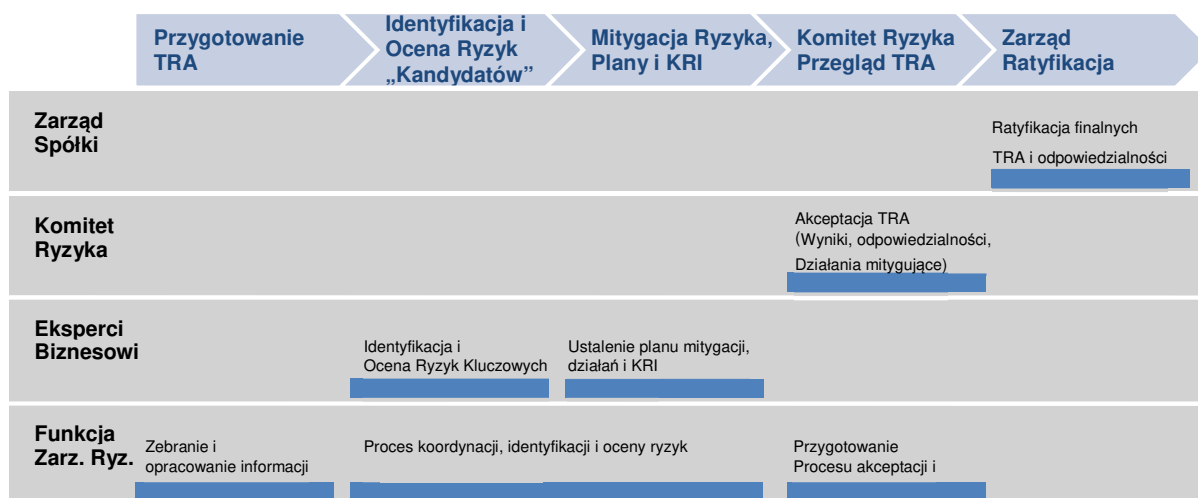 Przygotowanie
TRA
Identyfikacja i
Ocena Ryzyk
„Kandydatów”
Mitygacja Ryzyka,
Plany i KRI
Komitet Ryzyka
Przegląd TRA
Zarząd
Ratyfikacja
Zarząd
Spółki
Ratyfikacja finalnych
TRA i odpowiedzialności
Komitet
Ryzyka
Akceptacja TRA
(Wyniki, odpowiedzialności,
Działania mitygujące)
Eksperci
Biznesowi
Identyfikacja i
Ocena Ryzyk Kluczowych
Ustalenie planu mitygacji,
działań i KRI
Funkcja
Zarz. Ryz.
Zebranie i
opracowanie informacji
Proces koordynacji, identyfikacji i oceny ryzyk
Przygotowanie
Procesu akceptacji i